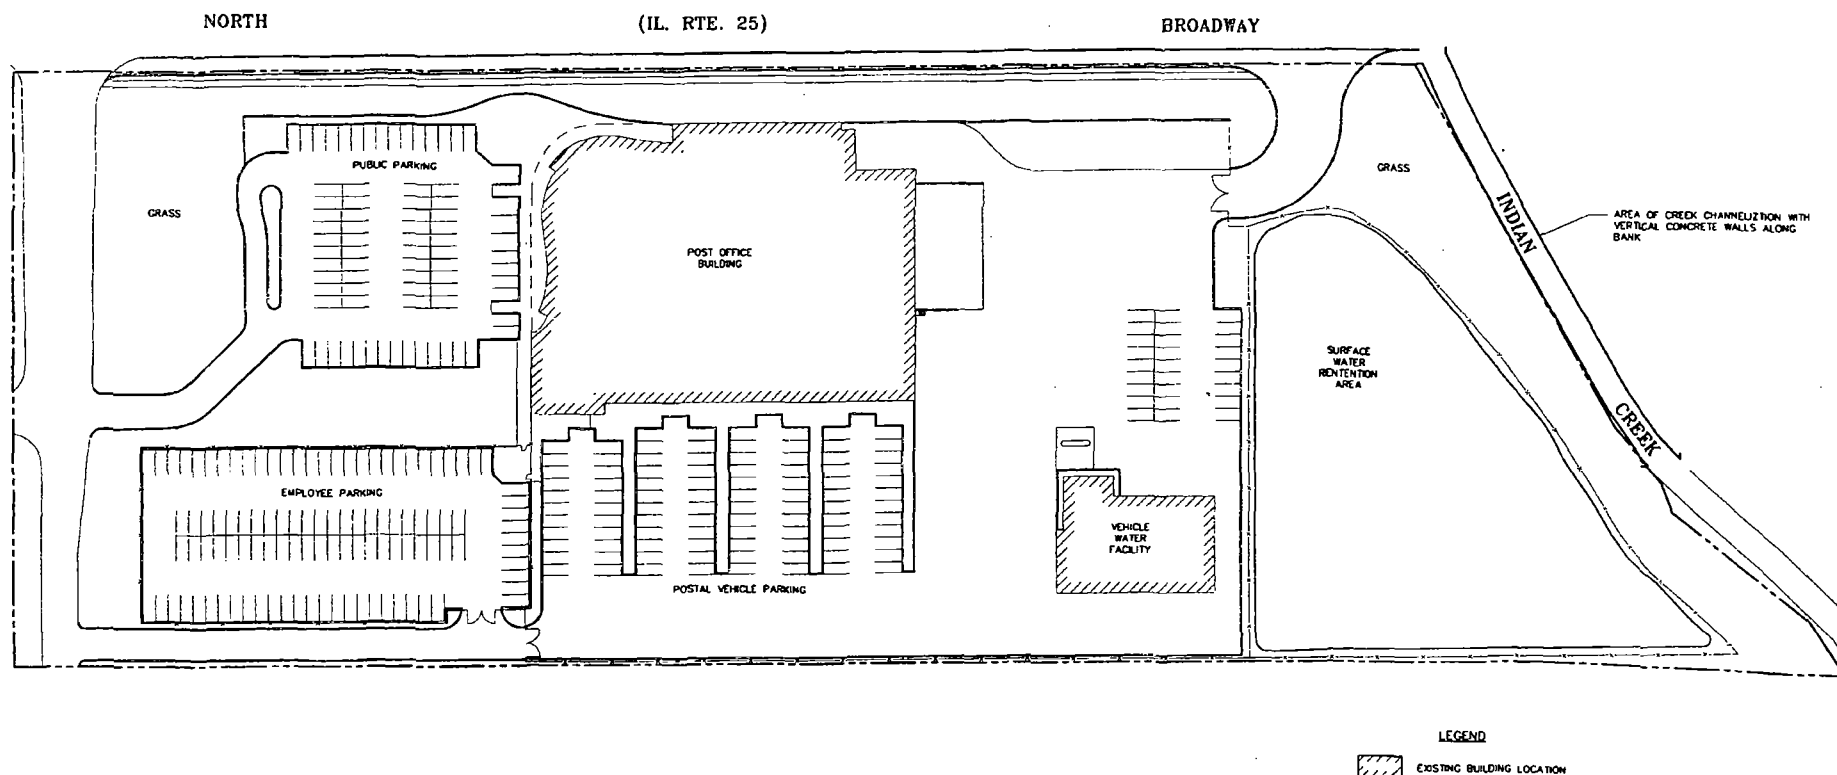 NORTH (IL. RTE. 25) BROADWAY
PUBLIC PARKING
GRASS
GRASS
INDIAN
CREEK
AREA OF CREEK CHANNELIZTION WITH
VERTICAL CONCRETE WALLS ALONG
BANK
POST OFFICE
BUILDING
SURFACE
WATER
RENTENTION
AREA
EMPLOYEE PARKING
VEHICLE
WATER
FACILITY
POSTAL VEHICLE PARKING
LEGEND
EXISTING BUILDING LOCATION